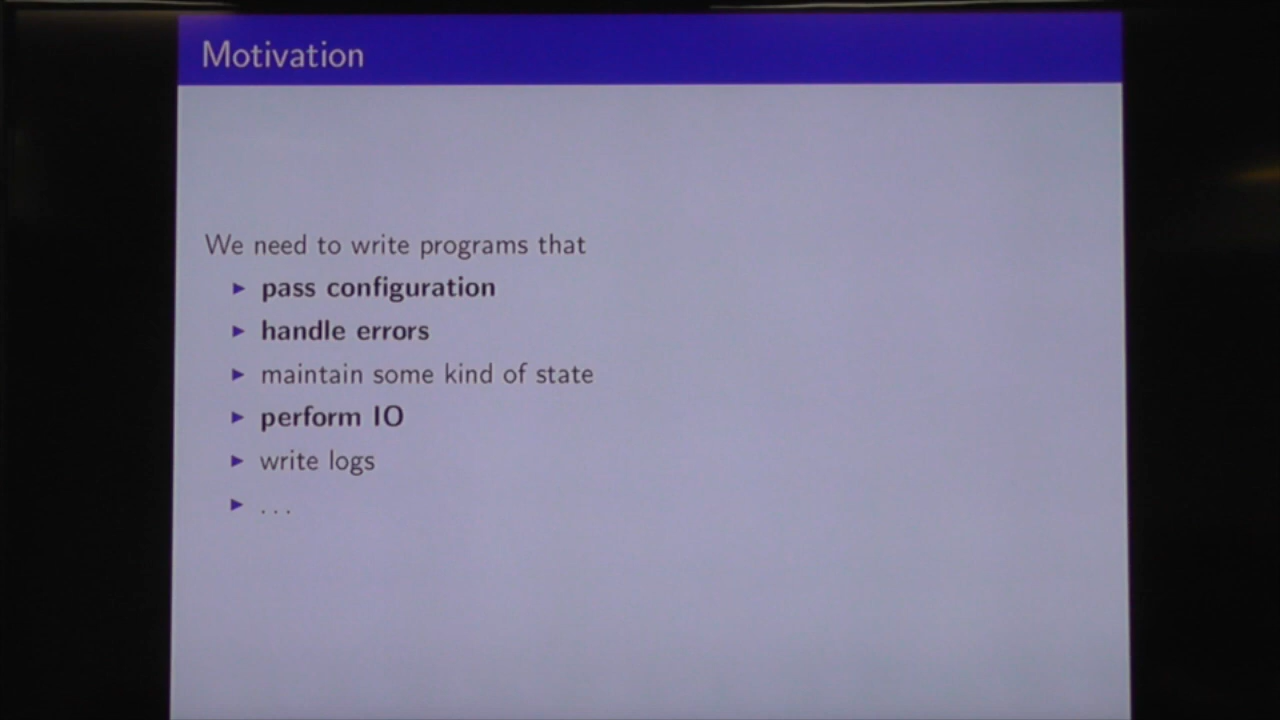 Motivation
We need to write programs that
▶ pass configuration
▶ handle errors
▶ maintain some kind of state
▶ perform IO
▶ write logs
▶ ...